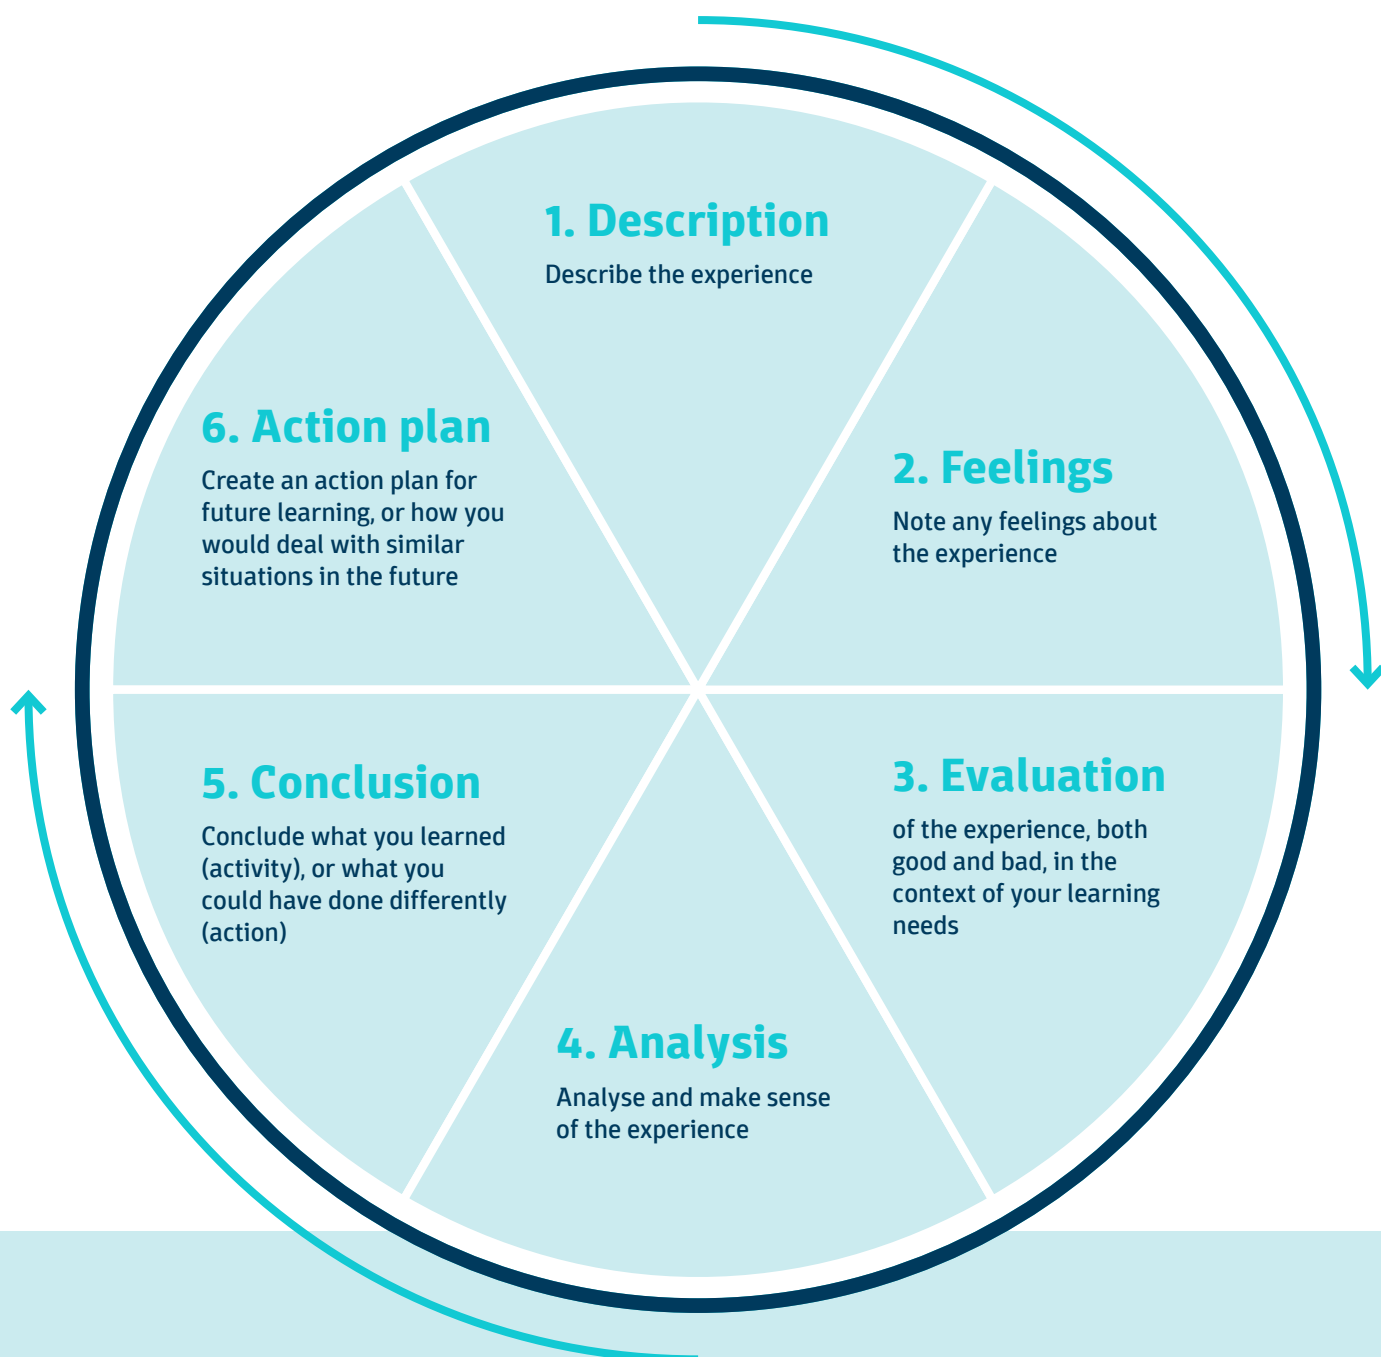 1. Description
Describe the experience
2. Feelings
Note any feelings about
the experience
3. Evaluation
of the experience, both
good and bad, in the
context of your learning
needs
4. Analysis
Analyse and make sense
of the experience
5. Conclusion
Conclude what you learned
(activity), or what you
could have done differently
(action)
6. Action plan
Create an action plan for
future learning, or how you
would deal with similar
situations in the future